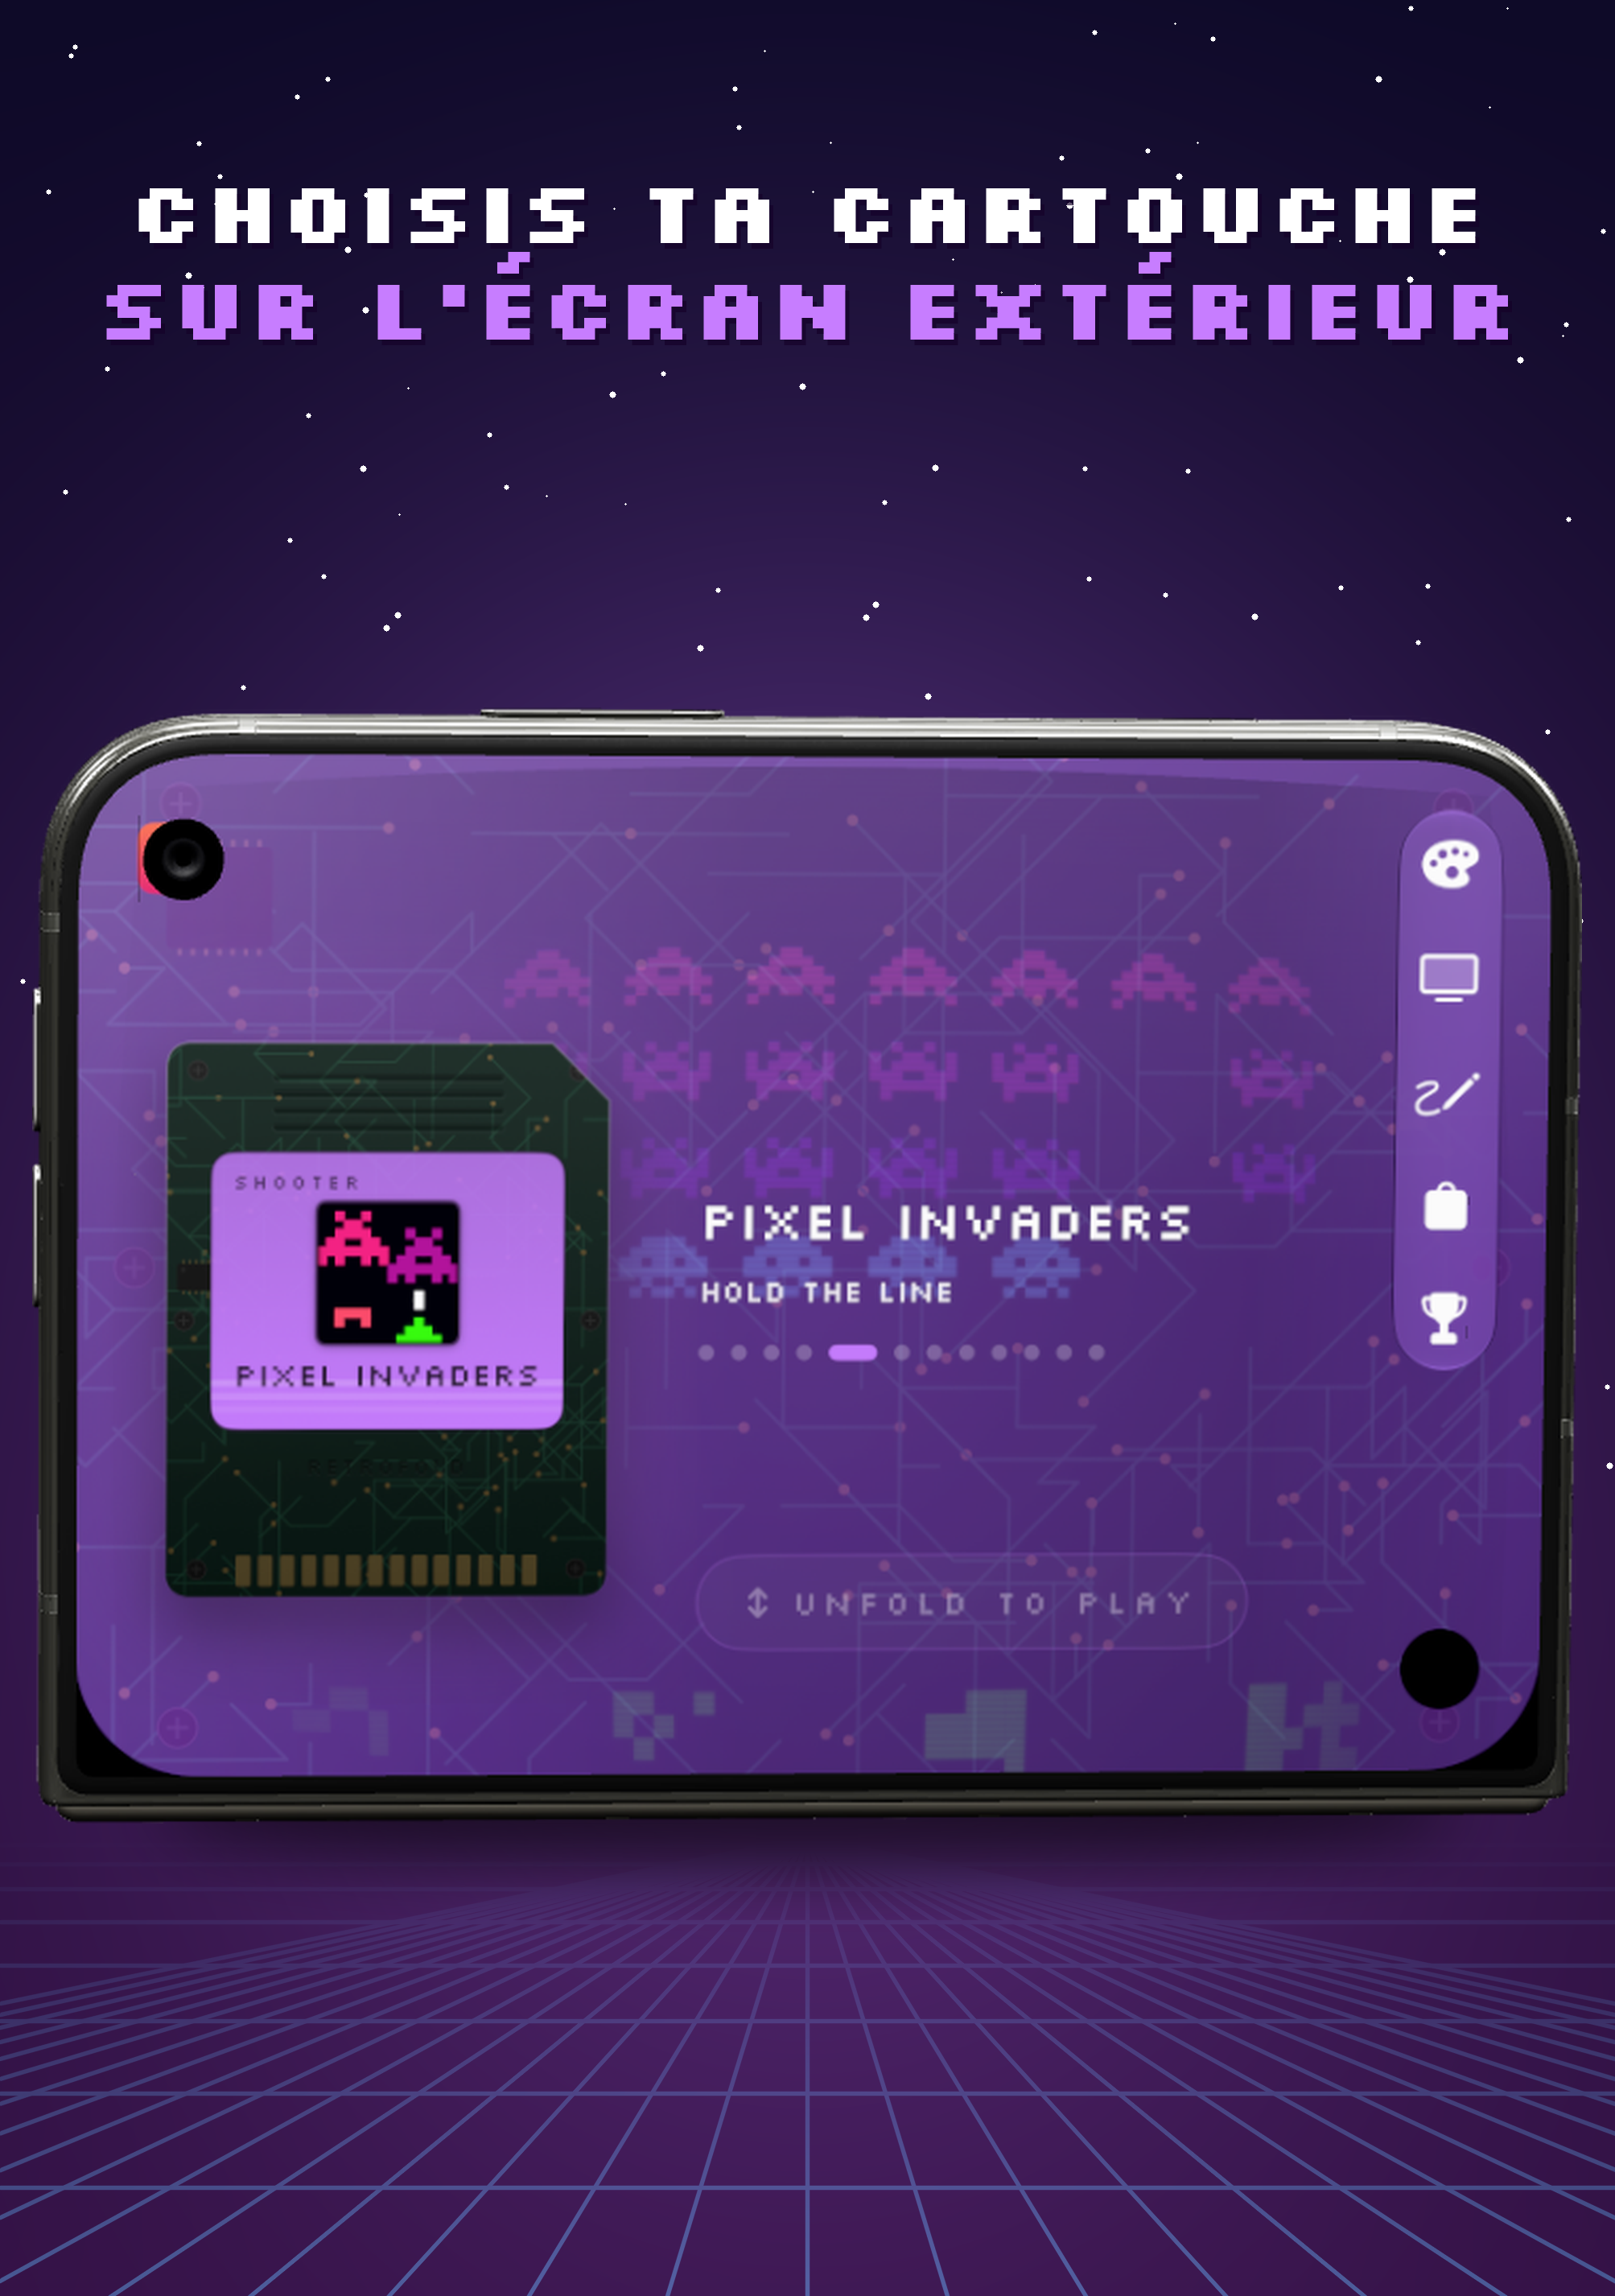 CHOISIS TA CARTOUCHE
SUR L'ÉCRAN EXTÉRIEUR
SHOOTER
PIXEL INVADERS
PIXEL INVADERS
HOLD THE LINE
UNFOLD TO PLAY